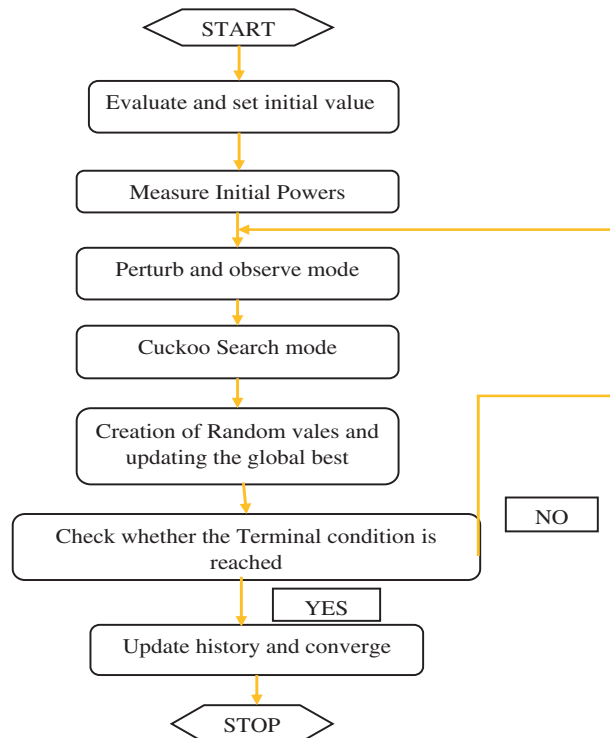 START
Evaluate and set initial value
Measure Initial Powers
Perturb and observe mode
Cuckoo Search mode
Creation of Random vales and
updating the global best
Check whether the Terminal condition is
reached
NO
YES
Update history and converge
STOP